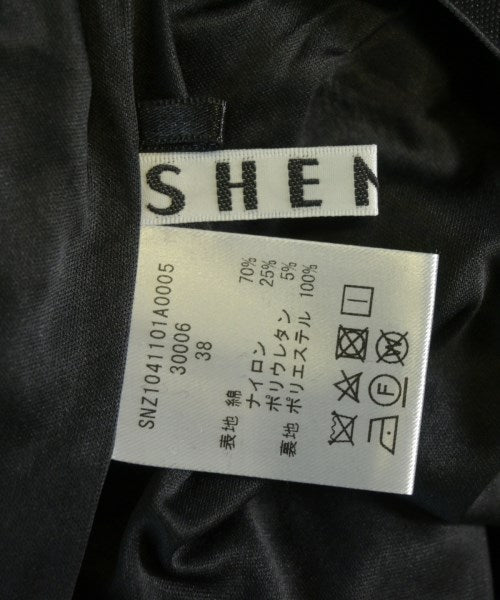 SHEN
SNZ1041101A0005
30006
38
表地 綿 70%
ナイロン 25%
ポリウレタン 5%
裏地 ポリエステル 100%
F
W